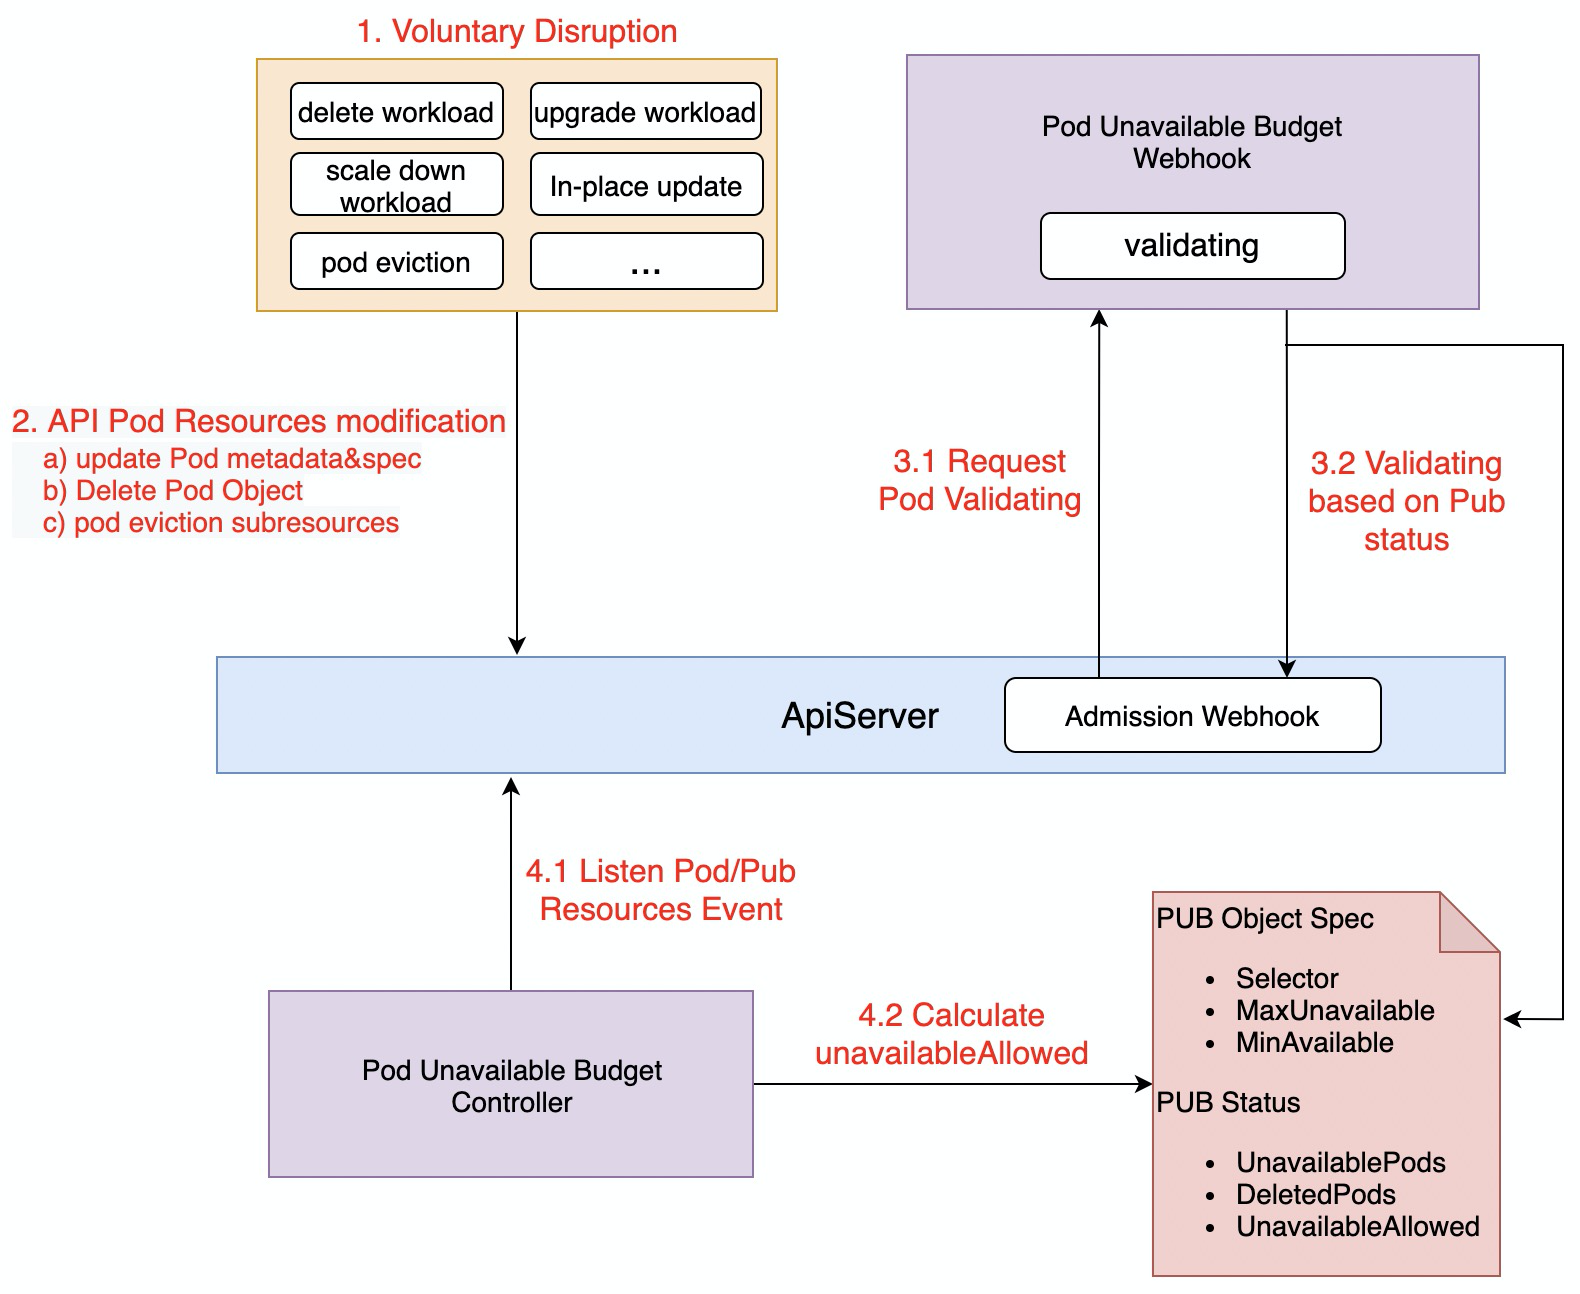 1. Voluntary Disruption
delete workload
upgrade workload
scale down
workload
In-place update
pod eviction
...
Pod Unavailable Budget
Webhook
validating
2. API Pod Resources modification
a) update Pod metadata&spec
b) Delete Pod Object
c) pod eviction subresources
3.1 Request
Pod Validating
3.2 Validating
based on Pub
status
ApiServer
Admission Webhook
4.1 Listen Pod/Pub
Resources Event
Pod Unavailable Budget
Controller
4.2 Calculate
unavailableAllowed
PUB Object Spec
• Selector
• MaxUnavailable
• MinAvailable
PUB Status
• UnavailablePods
• DeletedPods
• UnavailableAllowed